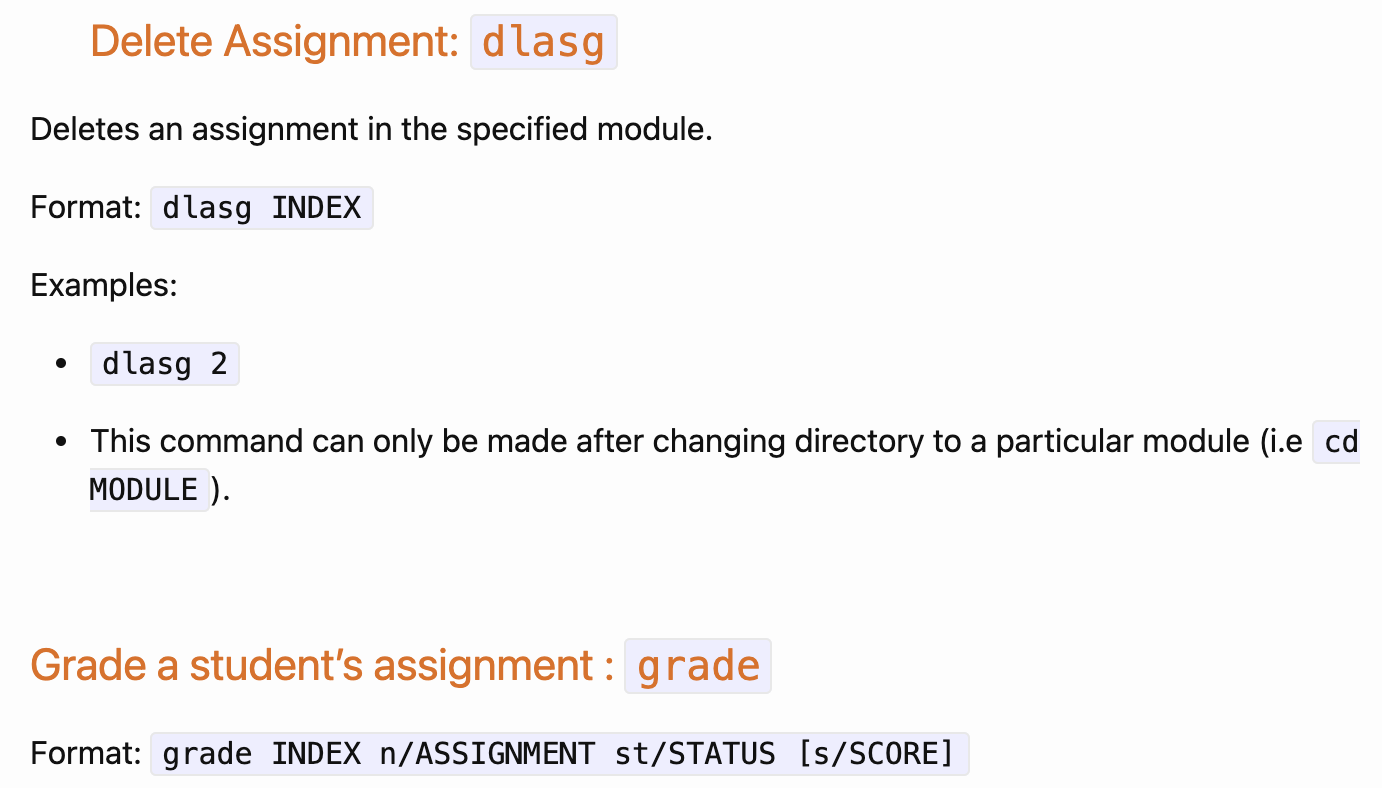 Delete Assignment: dlasg
Deletes an assignment in the specified module.
Format: dlasg INDEX
Examples:
• dlasg 2
• This command can only be made after changing directory to a particular module (i.e cd
MODULE ).
Grade a student’s assignment : grade
Format: grade INDEX n/ASSIGNMENT st/STATUS [s/SCORE]